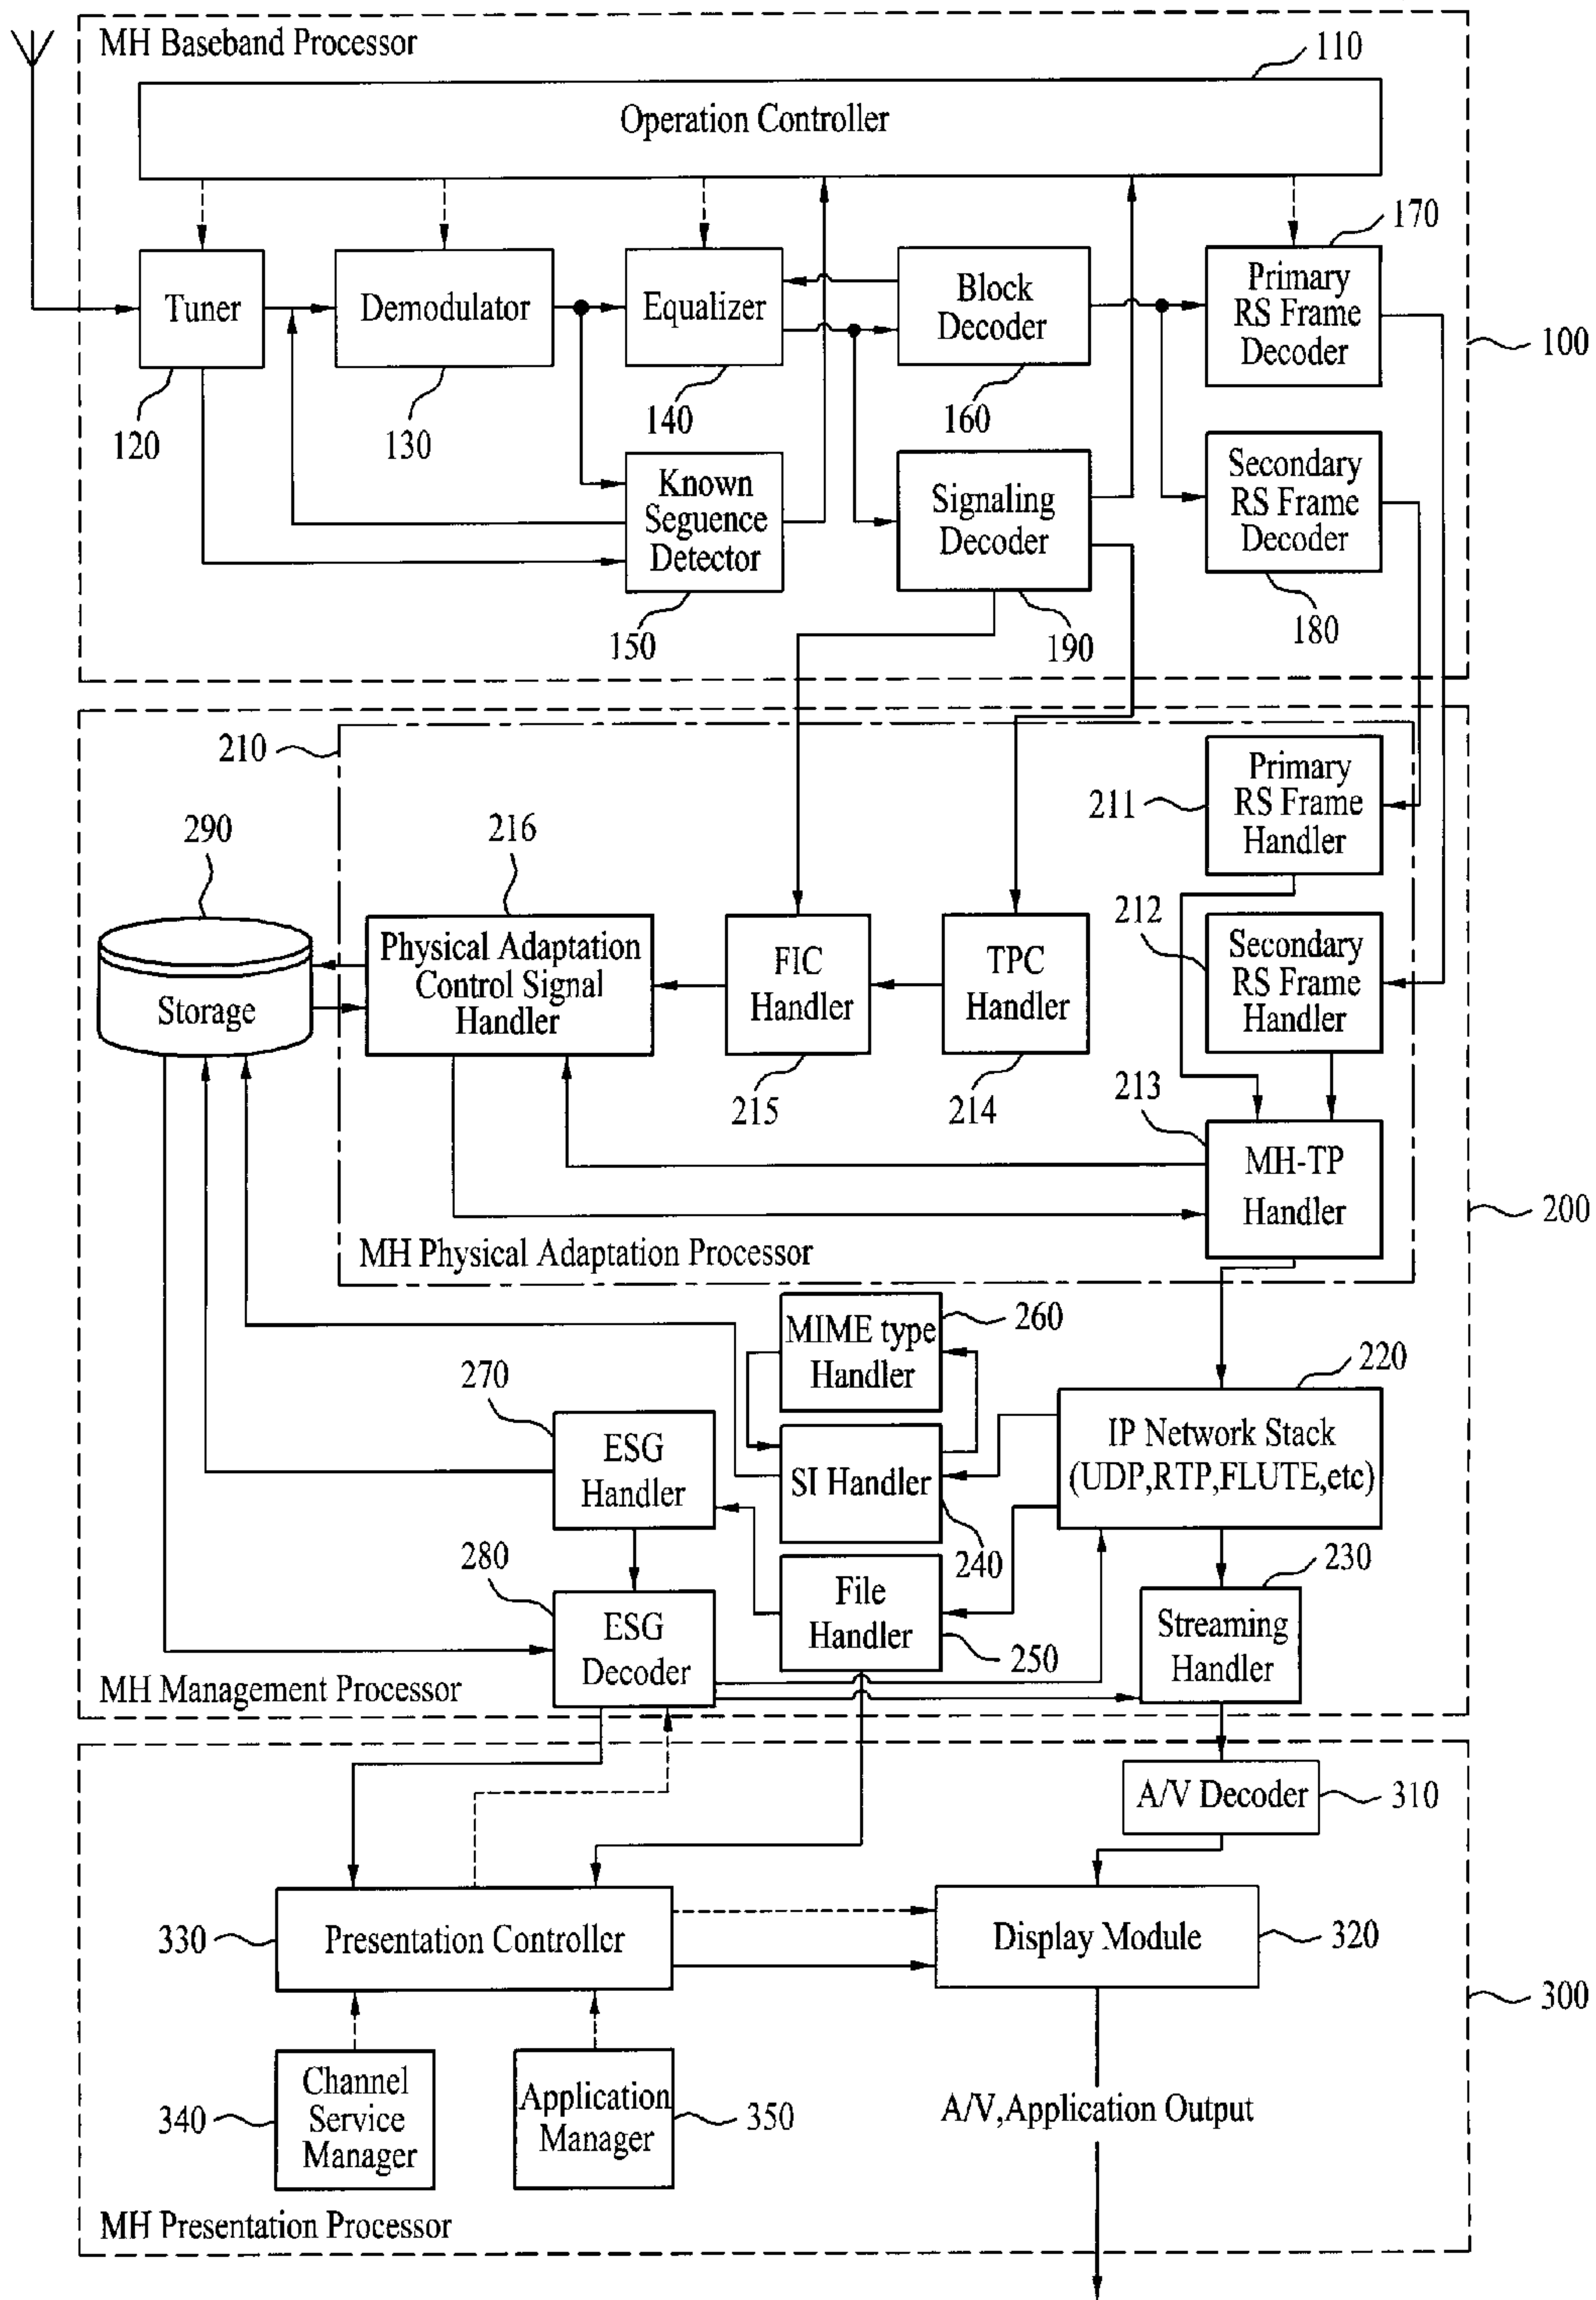 MH Baseband Processor
110
Operation Controller
170
Tuner
Demodulator
Equalizer
Block
Decoder
Primary
RS Frame
Decoder
100
120
130
140
160
Known
Seguence
Detector
Signaling
Decoder
Secondary
RS Frame
Decoder
150
190
180
210
Primary
RS Frame
Handler
211
290
216
212
Storage
Physical Adaptation
Control Signal
Handler
FIC
Handler
TPC
Handler
Secondary
RS Frame
Handler
215
214
213
MH-TP
Handler
200
MH Physical Adaptation Processor
MIME type
Handler
260
220
270
ESG
Handler
SI Handler
IP Network Stack
(UDP,RTP,FLUTE,etc)
240
280
230
ESG
Decoder
File
Handler
250
Streaming
Handler
MH Management Processor
A/V Decoder
310
330
Presentation Controller
Display Module
320
300
340
Channel
Service
Manager
Application
Manager
350
A/V,Application Output
MH Presentation Processor